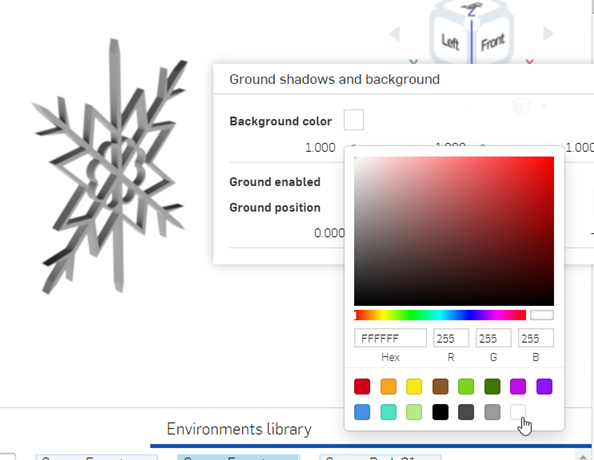 Z
Left
Front
Ground shadows and background
Background color
1.000
1.000
1.000
Ground enabled
Ground position
0.000
FFFFFF 255 255 255
Hex R G B
Environments library